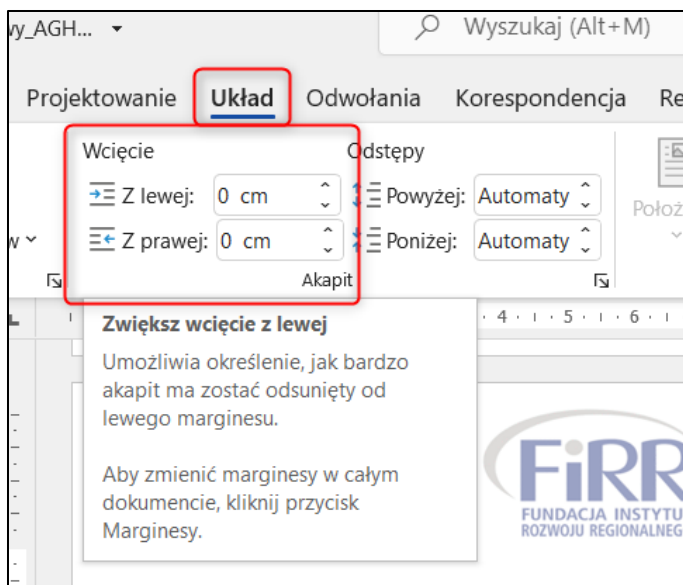 wy_AGH...
Wyszukaj (Alt+M)
Projektowanie Układ Odwołania Korespondencja Re
Wcięcie Odstępy
Z lewej: 0 cm Powyżej: Automaty
Położ
w Z prawej: 0 cm Poniżej: Automaty
Akapit
4 5 6
Zwiększ wcięcie z lewej
Umożliwia określenie, jak bardzo
akapit ma zostać odsunięty od
lewego marginesu.
Aby zmienić marginesy w całym
dokumencie, kliknij przycisk
Marginesy.
FiRR
FUNDACJA INSTYTU
ROZWOJU REGIONALNEG